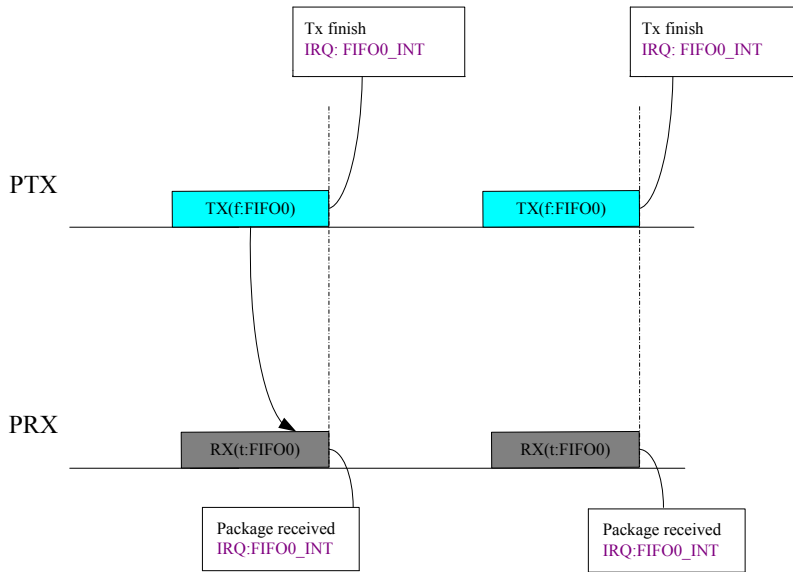 Tx finish
IRQ: FIFO0_INT
Tx finish
IRQ: FIFO0_INT
PTX
TX(f:FIFO0)
TX(f:FIFO0)
PRX
RX(t:FIFO0)
RX(t:FIFO0)
Package received
IRQ:FIFO0_INT
Package received
IRQ:FIFO0_INT